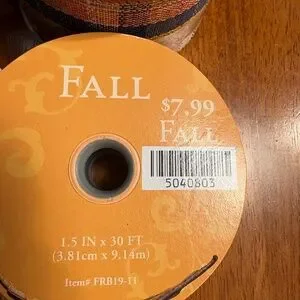 FALL
$7.99
FALL
5040803
1.5 IN x 30 FT
(3.81cm x 9.14m)
Item# FRB19-11